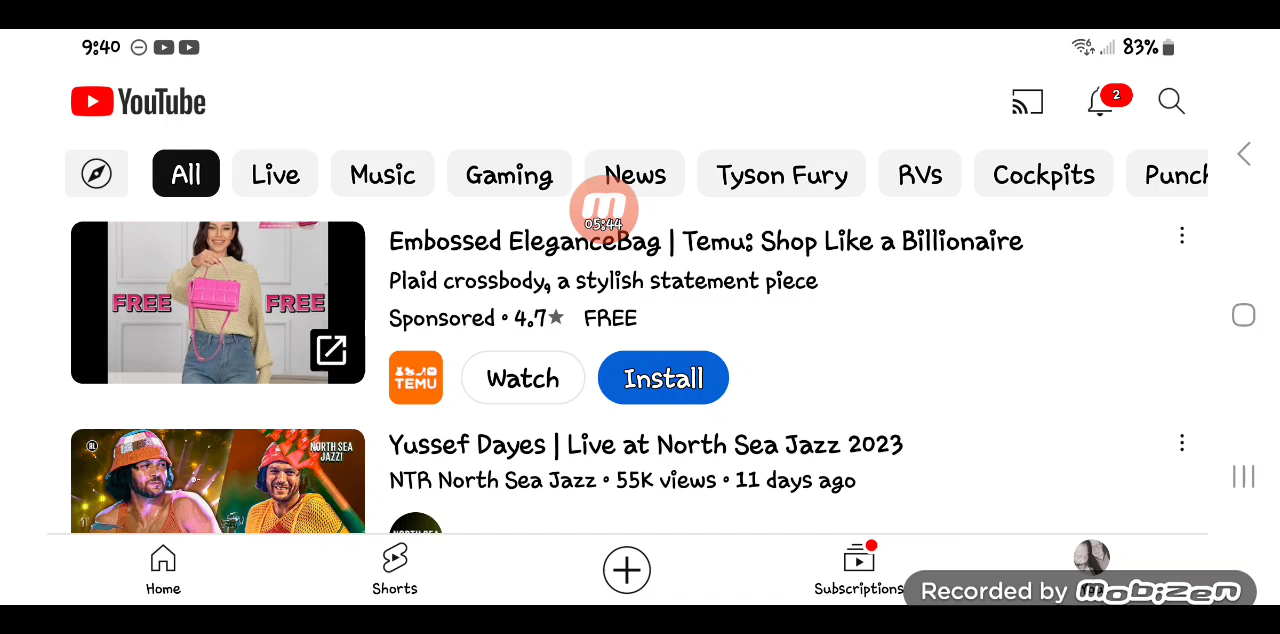 9:40
83%
YouTube
2
All
Live
Music
Gaming
News
Tyson Fury
RVs
Cockpits
Punch
05:44
FREE FREE
Embossed EleganceBag | Temu: Shop Like a Billionaire
Plaid crossbody, a stylish statement piece
Sponsored • 4.7★ FREE
TEMU
Watch
Install
NORTH SEA
JAZZ!
Yussef Dayes | Live at North Sea Jazz 2023
NTR North Sea Jazz • 55K views • 11 days ago
Home
Shorts
Subscriptions
Recorded by mobizen